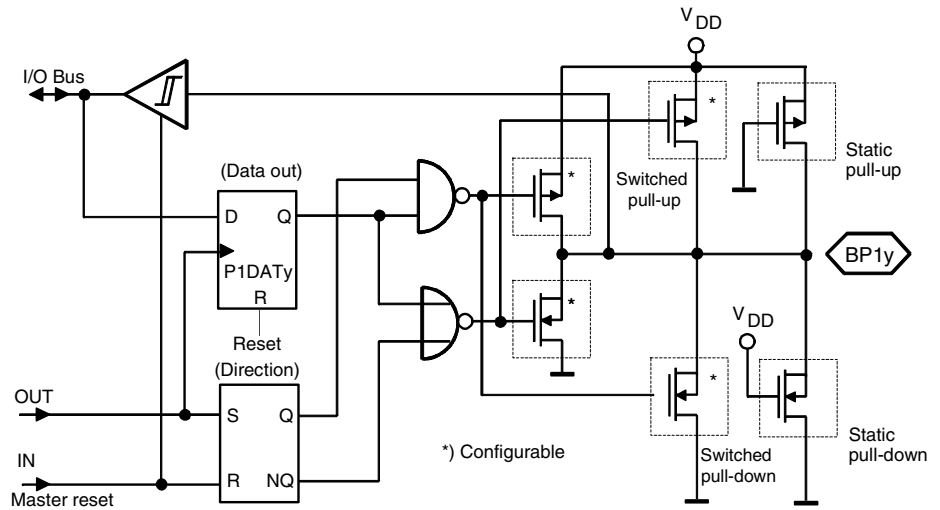 V DD
I/O Bus
*
(Data out)
*
Switched
pull-up
Static
pull-up
D
Q
P1DATy
R
BP1y
*
Reset
(Direction)
V DD
OUT
S
Q
*
*) Configurable
IN
Master reset
R
NQ
Switched
pull-down
Static
pull-down